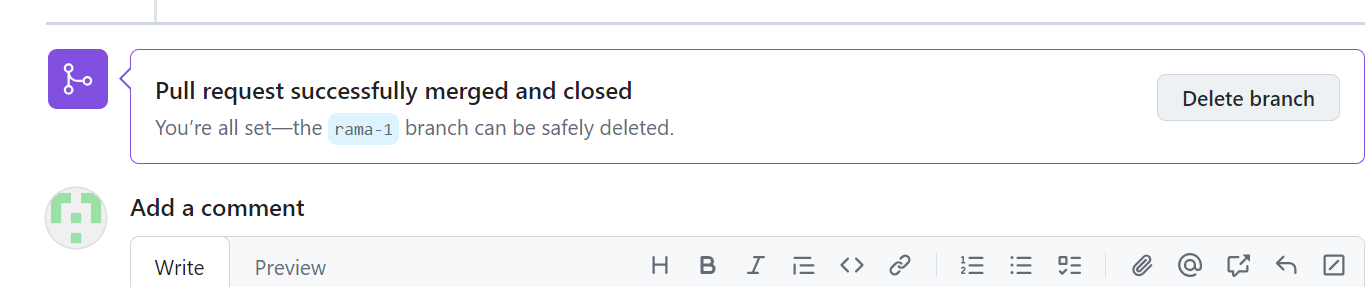 Pull request successfully merged and closed
You’re all set—the rama-1 branch can be safely deleted.
Delete branch
Add a comment
Write Preview